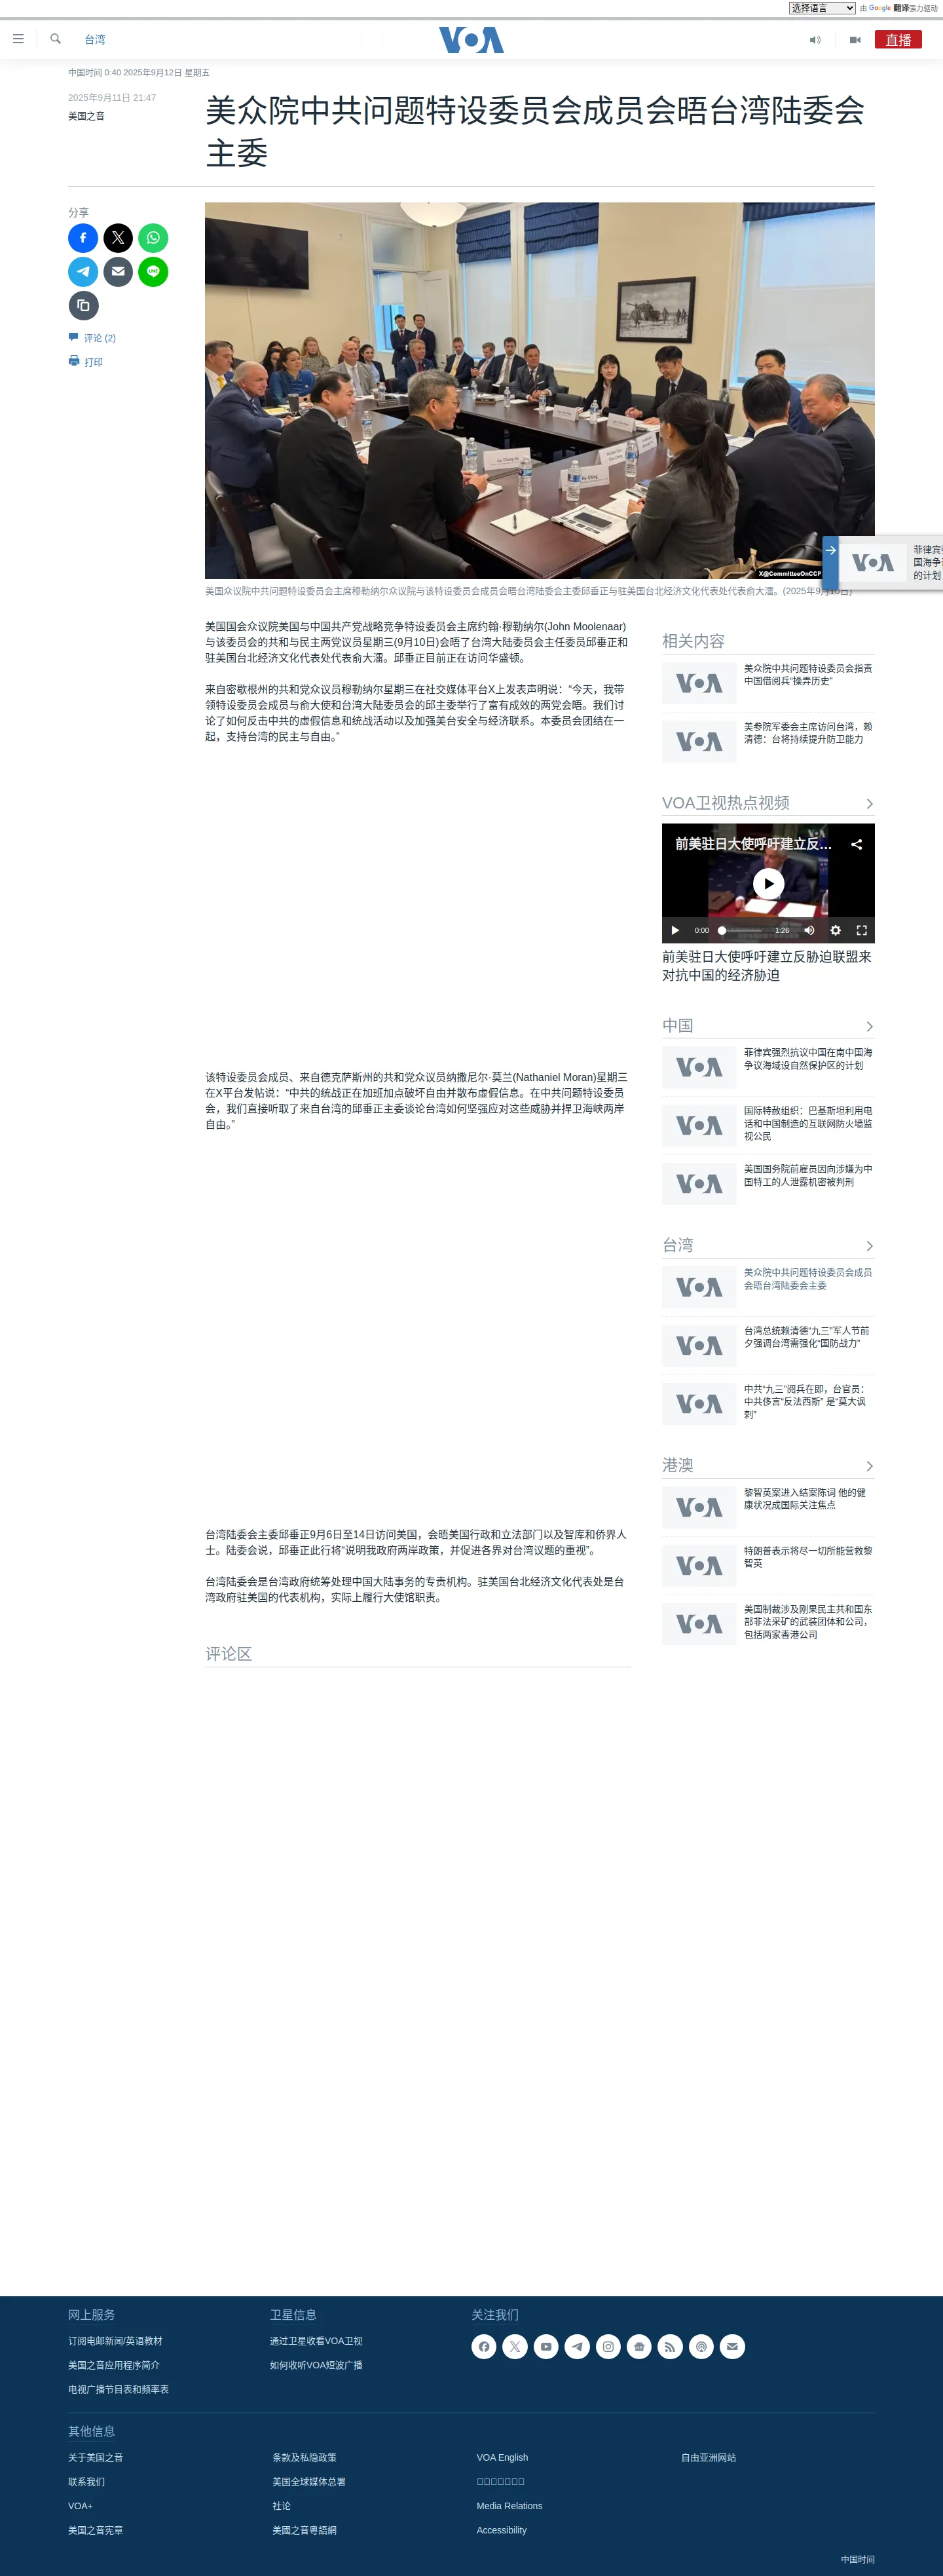 选择语言
由 Google 翻译强力驱动
台湾
VOA
直播
中国时间 0:40 2025年9月12日 星期五
2025年9月11日 21:47
美国之音
美众院中共问题特设委员会成员会晤台湾陆委会
主委
分享
评论 (2)
打印
X@CommitteeOnCCP
美国众议院中共问题特设委员会主席穆勒纳尔众议院与该特设委员会成员会晤台湾陆委会主委邱垂正与驻美国台北经济文化代表处代表俞大㵢。(2025年9月10日)
菲律宾强
国海争议
的计划
美国国会众议院美国与中国共产党战略竞争特设委员会主席约翰·穆勒纳尔(John Moolenaar)
与该委员会的共和与民主两党议员星期三(9月10日)会晤了台湾大陆委员会主任委员邱垂正和
驻美国台北经济文化代表处代表俞大㵢。邱垂正目前正在访问华盛顿。
来自密歇根州的共和党众议员穆勒纳尔星期三在社交媒体平台X上发表声明说：“今天，我带
领特设委员会成员与俞大使和台湾大陆委员会的邱主委举行了富有成效的两党会晤。我们讨
论了如何反击中共的虚假信息和统战活动以及加强美台安全与经济联系。本委员会团结在一
起，支持台湾的民主与自由。”
该特设委员会成员、来自德克萨斯州的共和党众议员纳撒尼尔·莫兰(Nathaniel Moran)星期三
在X平台发帖说：“中共的统战正在加班加点破坏自由并散布虚假信息。在中共问题特设委员
会，我们直接听取了来自台湾的邱垂正主委谈论台湾如何坚强应对这些威胁并捍卫海峡两岸
自由。”
台湾陆委会主委邱垂正9月6日至14日访问美国，会晤美国行政和立法部门以及智库和侨界人
士。陆委会说，邱垂正此行将“说明我政府两岸政策，并促进各界对台湾议题的重视”。
台湾陆委会是台湾政府统筹处理中国大陆事务的专责机构。驻美国台北经济文化代表处是台
湾政府驻美国的代表机构，实际上履行大使馆职责。
评论区
相关内容
美众院中共问题特设委员会指责
中国借阅兵“操弄历史”
美参院军委会主席访问台湾，赖
清德：台将持续提升防卫能力
VOA卫视热点视频
前美驻日大使呼吁建立反...
0:00
1:26
前美驻日大使呼吁建立反胁迫联盟来
对抗中国的经济胁迫
中国
菲律宾强烈抗议中国在南中国海
争议海域设自然保护区的计划
国际特赦组织：巴基斯坦利用电
话和中国制造的互联网防火墙监
视公民
美国国务院前雇员因向涉嫌为中
国特工的人泄露机密被判刑
台湾
美众院中共问题特设委员会成员
会晤台湾陆委会主委
台湾总统赖清德“九三”军人节前
夕强调台湾需强化“国防战力”
中共“九三”阅兵在即，台官员：
中共侈言“反法西斯” 是“莫大讽
刺”
港澳
黎智英案进入结案陈词 他的健
康状况成国际关注焦点
特朗普表示将尽一切所能营救黎
智英
美国制裁涉及刚果民主共和国东
部非法采矿的武装团体和公司，
包括两家香港公司
网上服务
订阅电邮新闻/英语教材
美国之音应用程序简介
电视广播节目表和频率表
卫星信息
通过卫星收看VOA卫视
如何收听VOA短波广播
关注我们
其他信息
关于美国之音
联系我们
VOA+
美国之音宪章
条款及私隐政策
美国全球媒体总署
社论
美國之音粵語網
VOA English
Media Relations
Accessibility
自由亚洲网站
中国时间